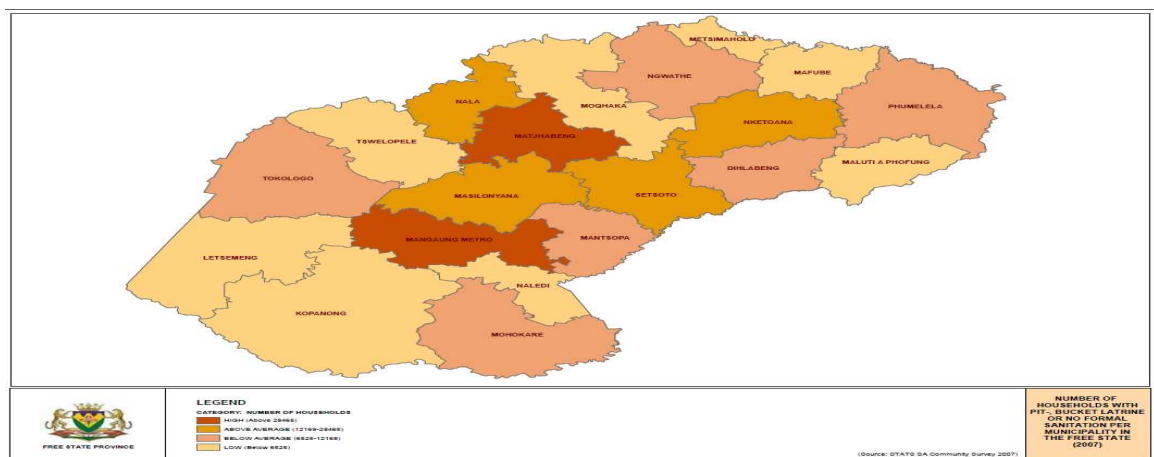 METSIMAHOLD
NGWATHE
MAFUBE
NALA
MOQHAKA
PHUMELELA
MATJHABENG
NKETOANA
TSWELOPELE
MALUTI A PHOFUNG
DIHLABENG
TOKOLOGO
MASILONYANA
SETSOTO
MANGAUNG METRO
MANTSOPA
LETSEMENG
NALEDI
KOPANONG
MOHOKARE
FREE STATE PROVINCE
LEGEND
CATEGORY: NUMBER OF HOUSEHOLDS
HIGH (Above 28465)
ABOVE AVERAGE (12169-28465)
BELOW AVERAGE (6525-12168)
LOW (Below 6525)
(Source: STATS SA Community Survey 2007)
NUMBER OF
HOUSEHOLDS WITH
PIT-, BUCKET LATRINE
OR NO FORMAL
SANITATION PER
MUNICIPALITY IN
THE FREE STATE
(2007)